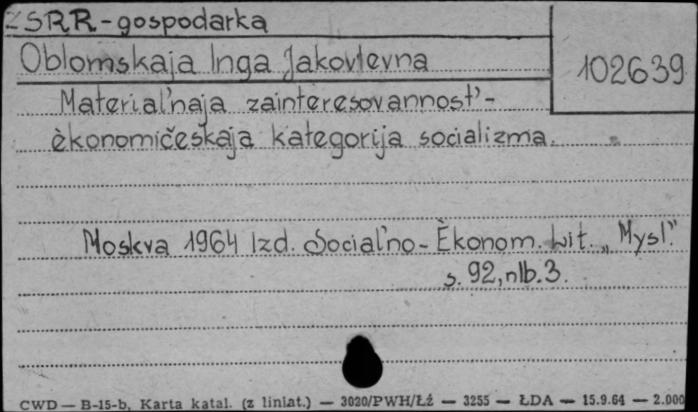 ZSRR-gospodarka
Oblomskaja Inga Jakovlevna
102639
Material'naja zainteresovannost'-
èkonomičeskaja kategorija socializma.
Moskva 1964 Izd. Social'no-Èkonom. Lit. „Mysl'."
s. 92, nlb. 3.
CWD — B-15-b, Karta katal. (z liniat.) — 3020/PWH/Łź — 3255 — ŁDA — 15.9.64 — 2.000